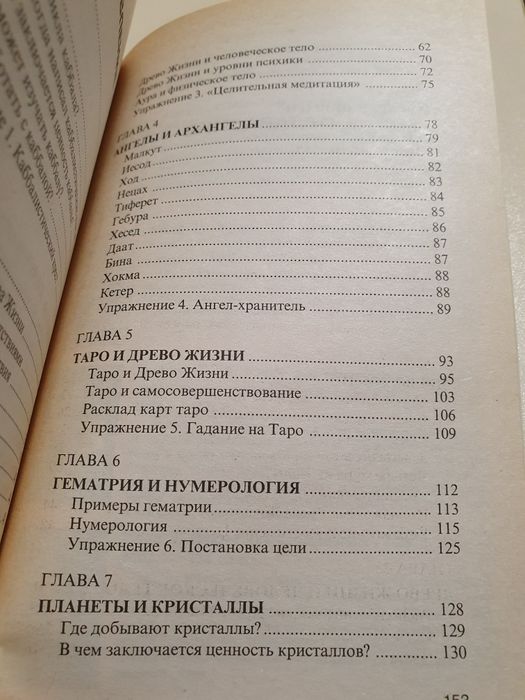 Древо Жизни и человеческое тело 62
Древо Жизни и уровни психики 70
Аура и физическое тело 72
Упражнение 3. «Целительная медитация» 75
ГЛАВА 4
АНГЕЛЫ И АРХАНГЕЛЫ 78
Малкут 79
Иесод 81
Ход 82
Нецах 83
Тиферет 84
Гебура 85
Хесед 86
Даат 87
Бина 87
Хокма 88
Кетер 88
Упражнение 4. Ангел-хранитель 89
ГЛАВА 5
ТАРО И ДРЕВО ЖИЗНИ 93
Таро и Древо Жизни 95
Таро и самосовершенствование 103
Расклад карт таро 106
Упражнение 5. Гадание на Таро 109
ГЛАВА 6
ГЕМАТРИЯ И НУМЕРОЛОГИЯ 112
Примеры гематрии 113
Нумерология 115
Упражнение 6. Постановка цели 125
ГЛАВА 7
ПЛАНЕТЫ И КРИСТАЛЛЫ 128
Где добывают кристаллы? 129
В чем заключается ценность кристаллов? 130